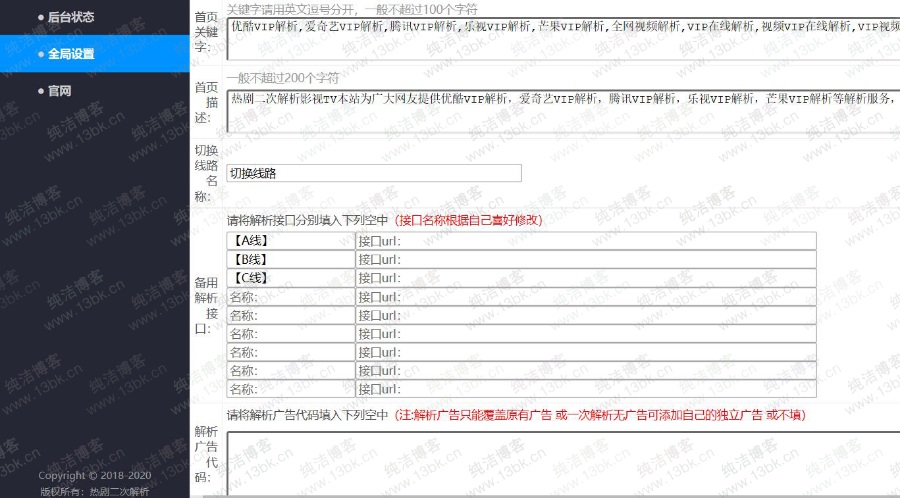 后台状态
全局设置
官网
首页关键字:
关键字请用英文逗号分开，一般不超过100个字符
优酷VIP解析,爱奇艺VIP解析,腾讯VIP解析,乐视VIP解析,芒果VIP解析,全网视频解析,VIP在线解析,视频VIP在线解析,VIP视频
首页描述:
一般不超过200个字符
热剧二次解析影视TV本站为广大网友提供优酷VIP解析, 爱奇艺VIP解析, 腾讯VIP解析, 乐视VIP解析, 芒果VIP解析等解析服务,
切换线路名称:
切换线路
请将解析接口分别填入下列空中（接口名称根据自己喜好修改）
备用解析接口:
【A线】 接口url:
【B线】 接口url:
【C线】 接口url:
名称: 接口url:
名称: 接口url:
名称: 接口url:
名称: 接口url:
名称: 接口url:
名称: 接口url:
请将解析广告代码填入下列空中（注:解析广告只能覆盖原有广告 或一次解析无广告可添加自己的独立广告 或不填）
解析广告代码:
Copyright © 2018-2020
版权所有：热剧二次解析
纯洁博客
www.13bk.cn